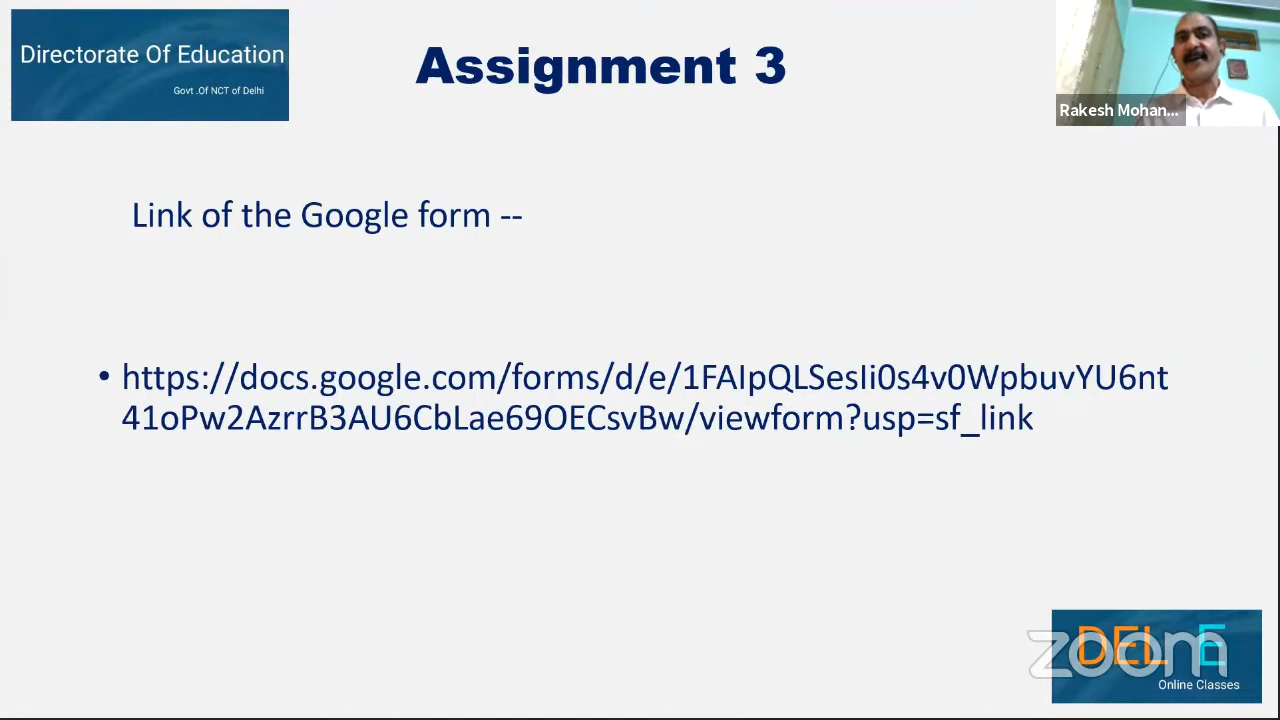 Directorate Of Education
Govt .Of NCT of Delhi
Assignment 3
Rakesh Mohan...
Link of the Google form --
• https://docs.google.com/forms/d/e/1FAIpQLSesIi0s4v0WpbuvYU6nt
41oPw2AzrrB3AU6CbLae69OECsvBw/viewform?usp=sf_link
zoom
Online Classes